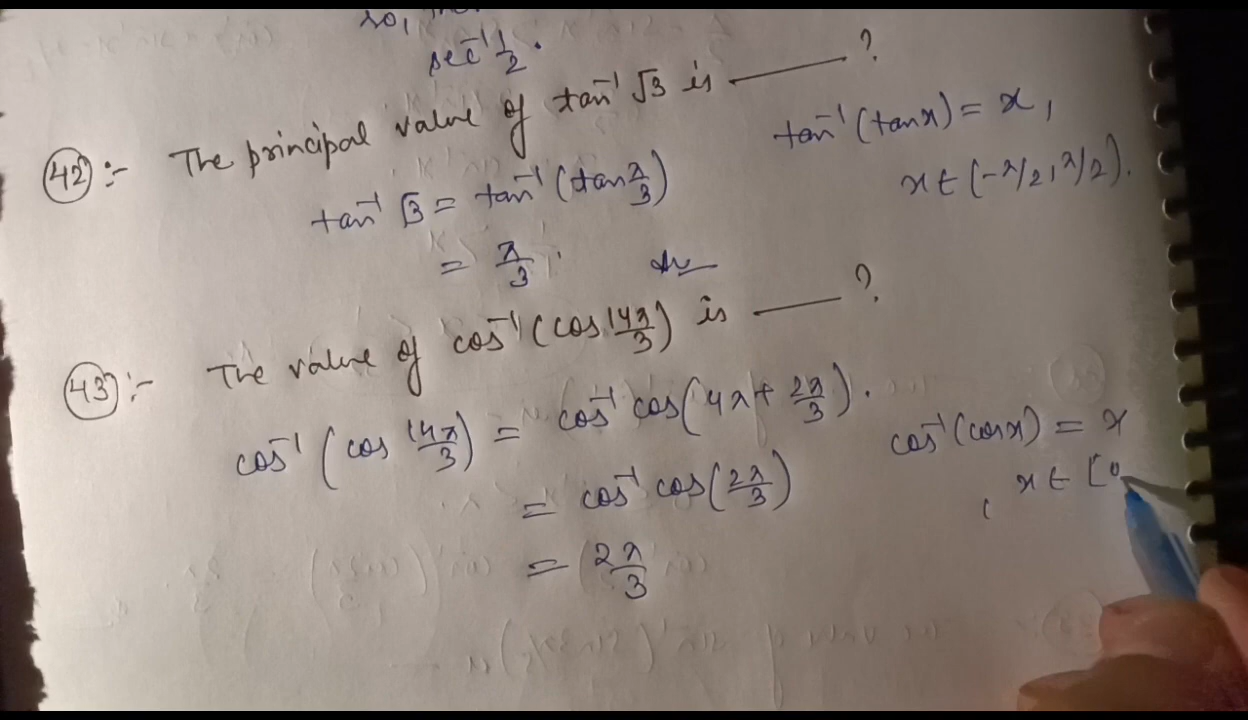 so, the
sec⁻¹ 1/2 .
(42) :- The principal value of tan⁻¹ √3 is ——— ?
tan⁻¹ (tan x) = x ,
x ∈ (-π/2, π/2).
tan⁻¹ √3 = tan⁻¹ (tan π/3)
= π/3 . Av
(43) :- The value of cos⁻¹ (cos 14π/3) is ——— ?
cos⁻¹ (cos 14π/3) = cos⁻¹ cos (4π + 2π/3) .
cos⁻¹ (cos x) = x
, x ∈ [0
= cos⁻¹ cos (2π/3)
= 2π/3